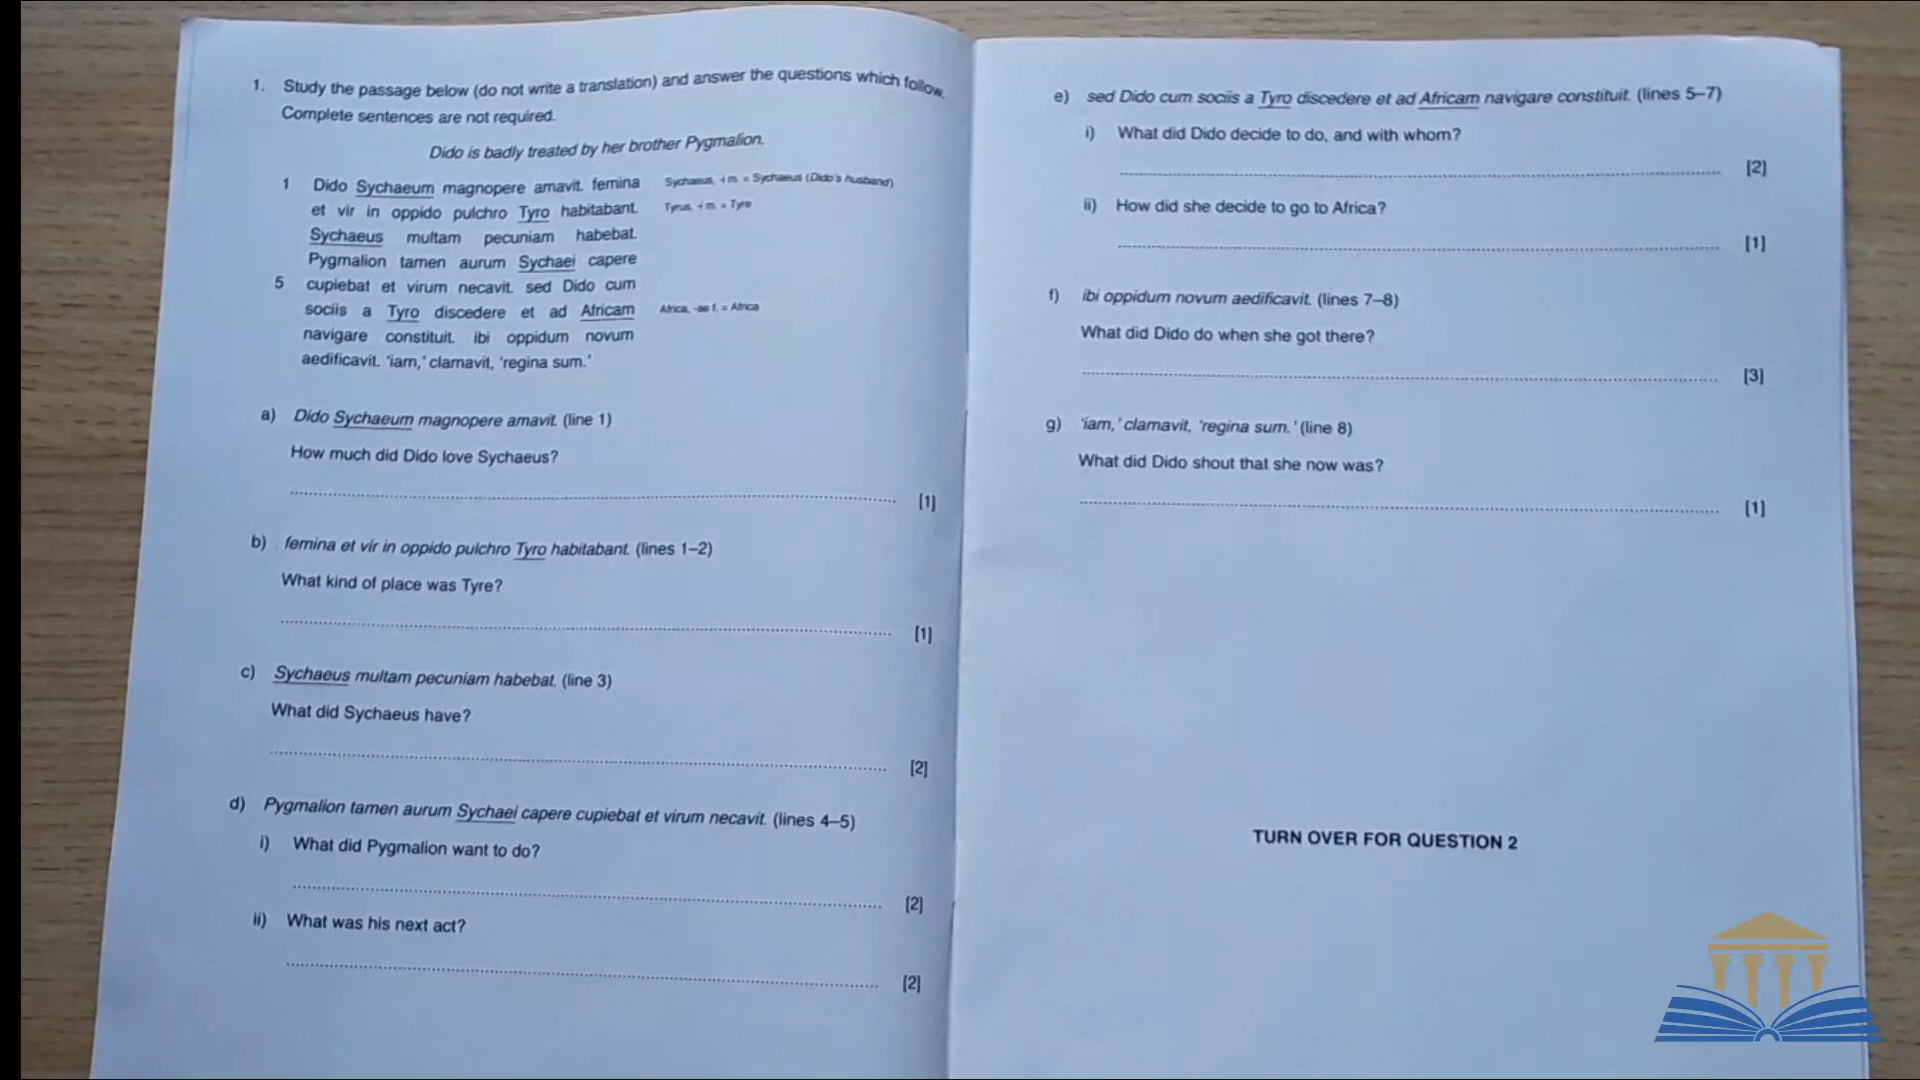 1. Study the passage below (do not write a translation) and answer the questions which follow.
Complete sentences are not required.
Dido is badly treated by her brother Pygmalion.
1 Dido Sychaeum magnopere amavit. femina
Sychaeus, -i m. = Sychaeus (Dido's husband)
et vir in oppido pulchro Tyro habitabant.
Tyrus, -i m. = Tyre
Sychaeus multam pecuniam habebat.
Pygmalion tamen aurum Sychaei capere
5 cupiebat et virum necavit. sed Dido cum
sociis a Tyro discedere et ad Africam
Africa, -ae f. = Africa
navigare constituit. ibi oppidum novum
aedificavit. 'iam,' clamavit, 'regina sum.'
a) Dido Sychaeum magnopere amavit. (line 1)
How much did Dido love Sychaeus?
[1]
b) femina et vir in oppido pulchro Tyro habitabant. (lines 1–2)
What kind of place was Tyre?
[1]
c) Sychaeus multam pecuniam habebat. (line 3)
What did Sychaeus have?
[2]
d) Pygmalion tamen aurum Sychaei capere cupiebat et virum necavit. (lines 4–5)
i) What did Pygmalion want to do?
[2]
ii) What was his next act?
[2]
e) sed Dido cum sociis a Tyro discedere et ad Africam navigare constituit. (lines 5–7)
i) What did Dido decide to do, and with whom?
[2]
ii) How did she decide to go to Africa?
[1]
f) ibi oppidum novum aedificavit. (lines 7–8)
What did Dido do when she got there?
[3]
g) 'iam,' clamavit, 'regina sum.' (line 8)
What did Dido shout that she now was?
[1]
TURN OVER FOR QUESTION 2